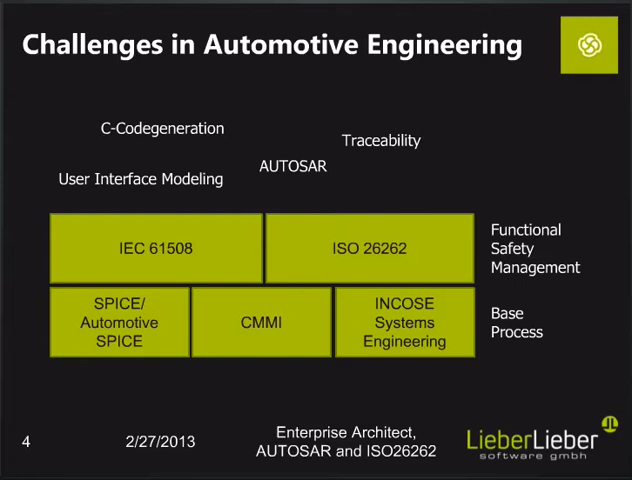 Challenges in Automotive Engineering
C-Codegeneration
Traceability
AUTOSAR
User Interface Modeling
IEC 61508
ISO 26262
Functional
Safety
Management
SPICE/
Automotive
SPICE
CMMI
INCOSE
Systems
Engineering
Base
Process
4
2/27/2013
Enterprise Architect,
AUTOSAR and ISO26262
LieberLieber
software gmbh